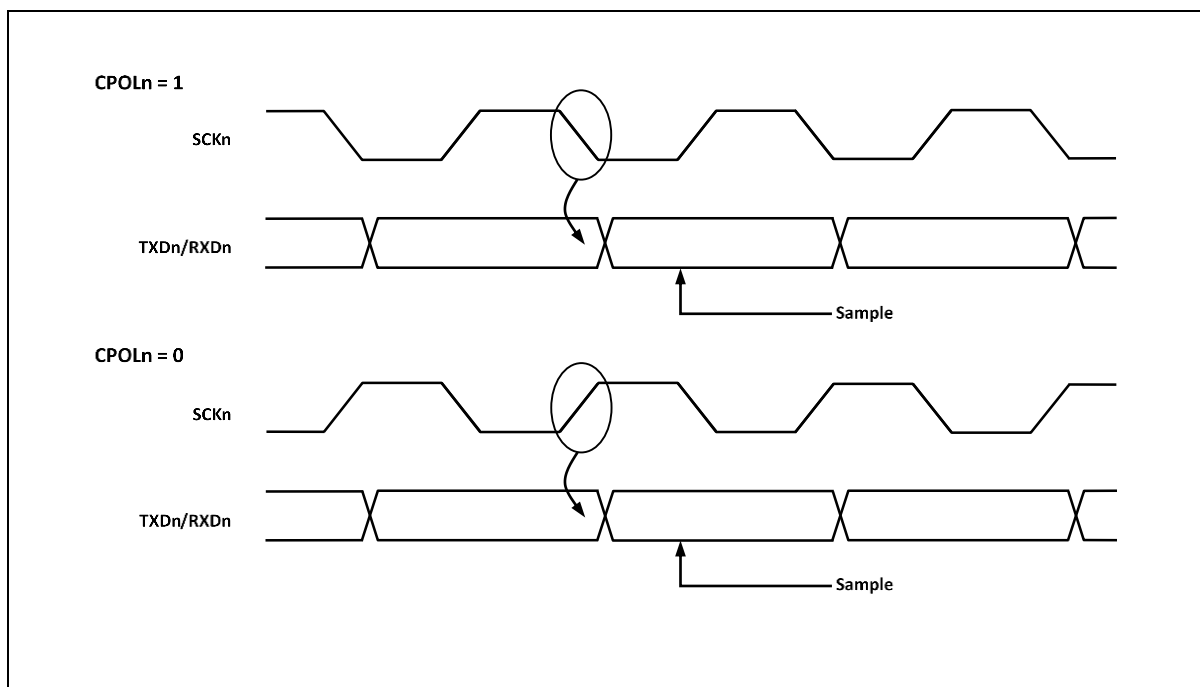 CPOLn = 1
SCKn
TXDn/RXDn
Sample
CPOLn = 0
SCKn
TXDn/RXDn
Sample